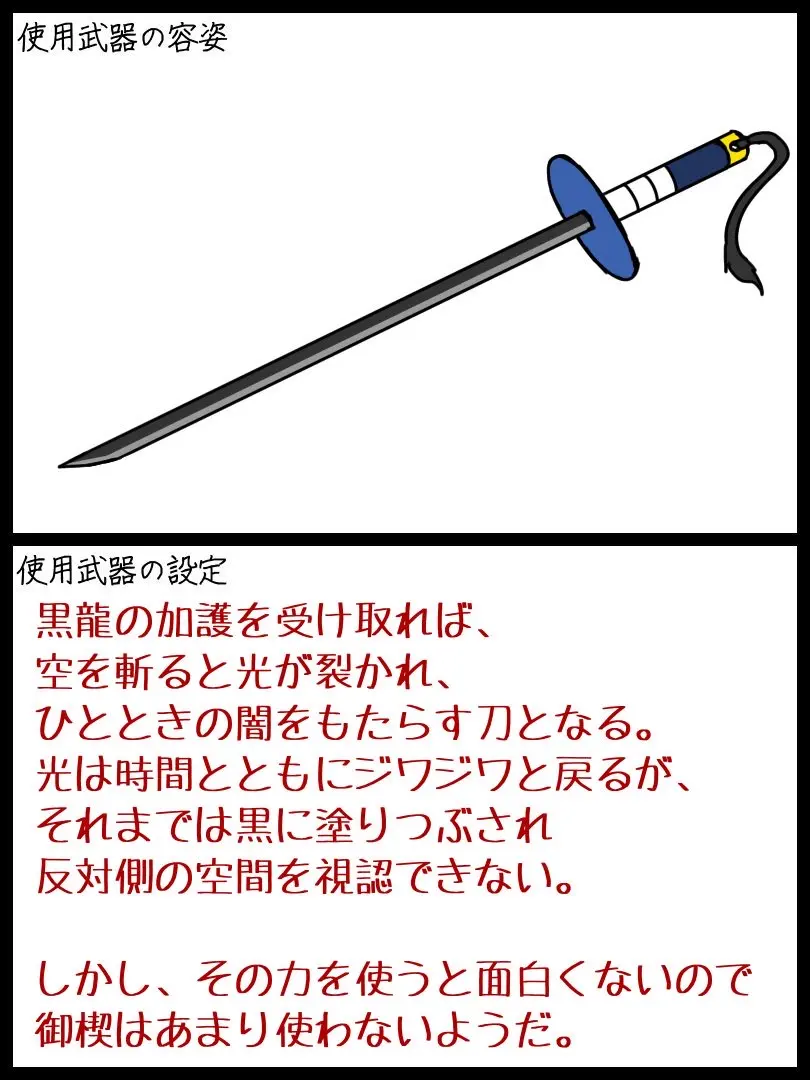 使用武器の容姿
使用武器の設定
黒龍の加護を受け取れば、
空を斬ると光が裂かれ、
ひとときの闇をもたらす刀となる。
光は時間とともにジワジワと戻るが、
それまでは黒に塗りつぶされ
反対側の空間を視認できない。
しかし、その力を使うと面白くないので
御楔はあまり使わないようだ。